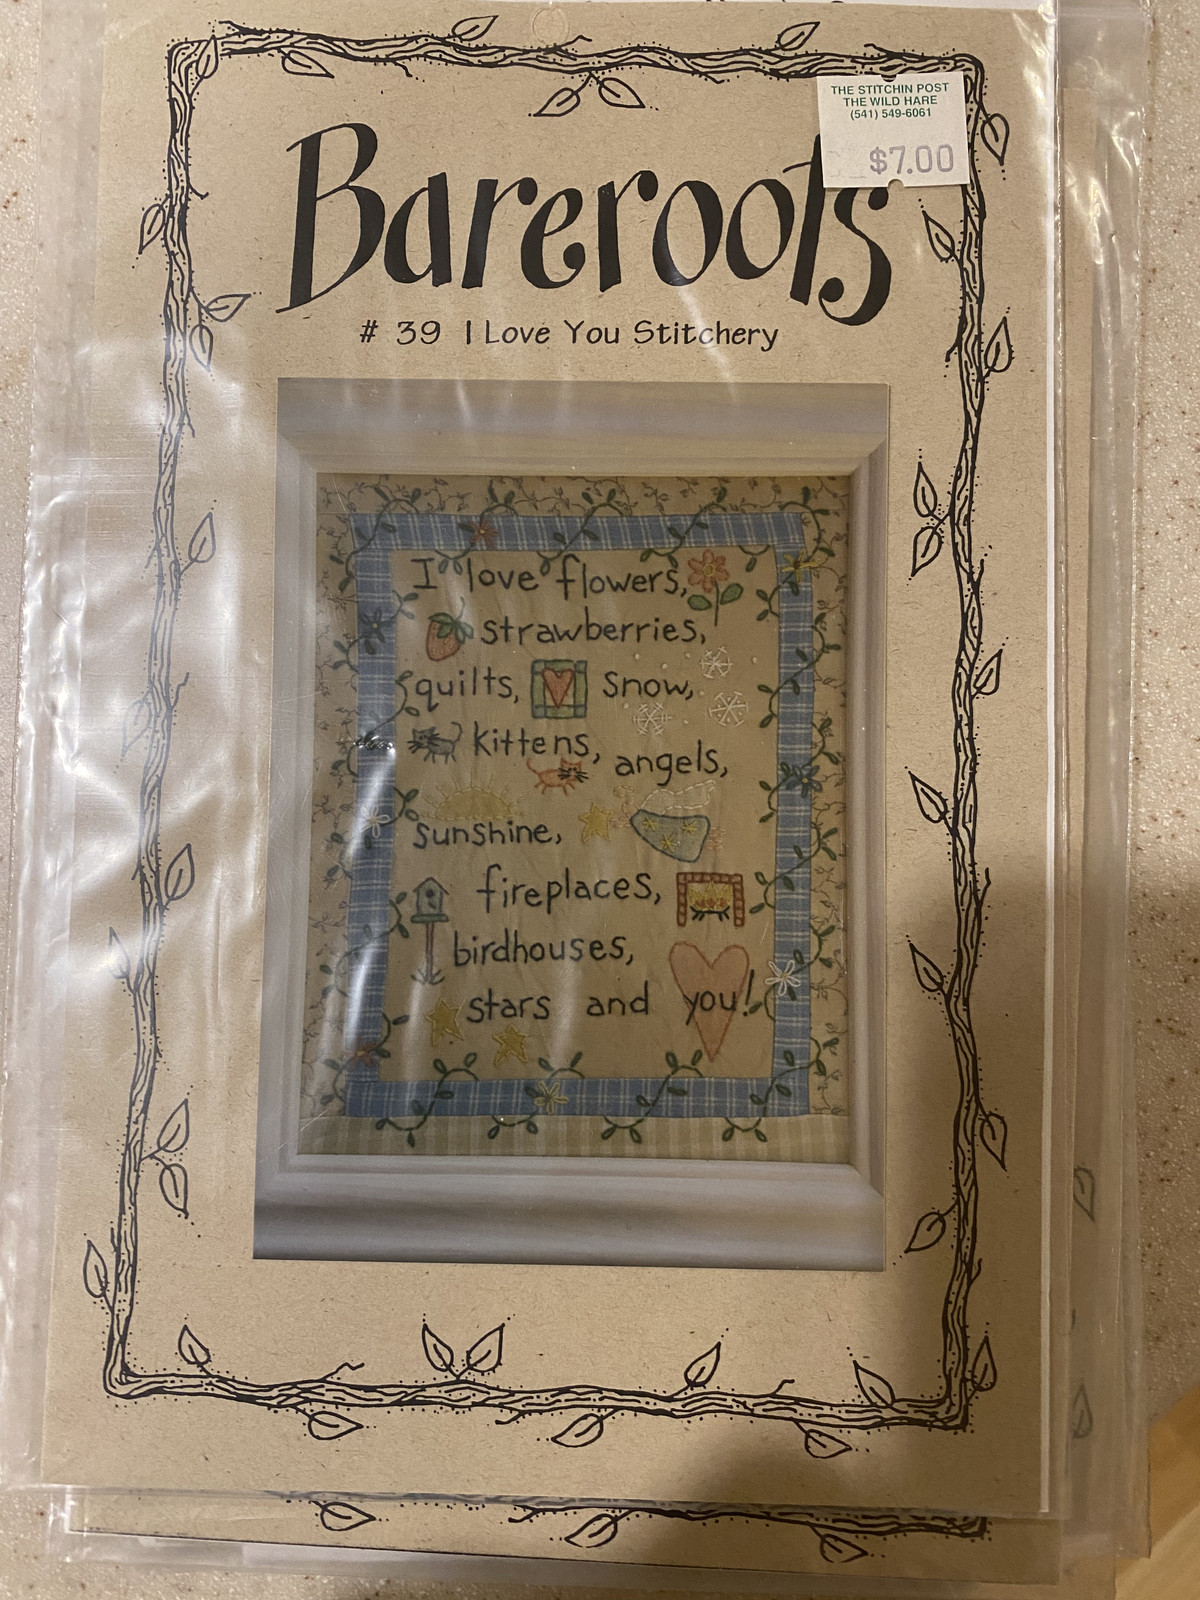 THE STITCHIN POST
THE WILD HARE
(541) 549-6061
$7.00
Bareroots
# 39 I Love You Stitchery
I love flowers,
strawberries,
quilts, snow,
kittens, angels,
sunshine,
fireplaces,
birdhouses,
stars and you!